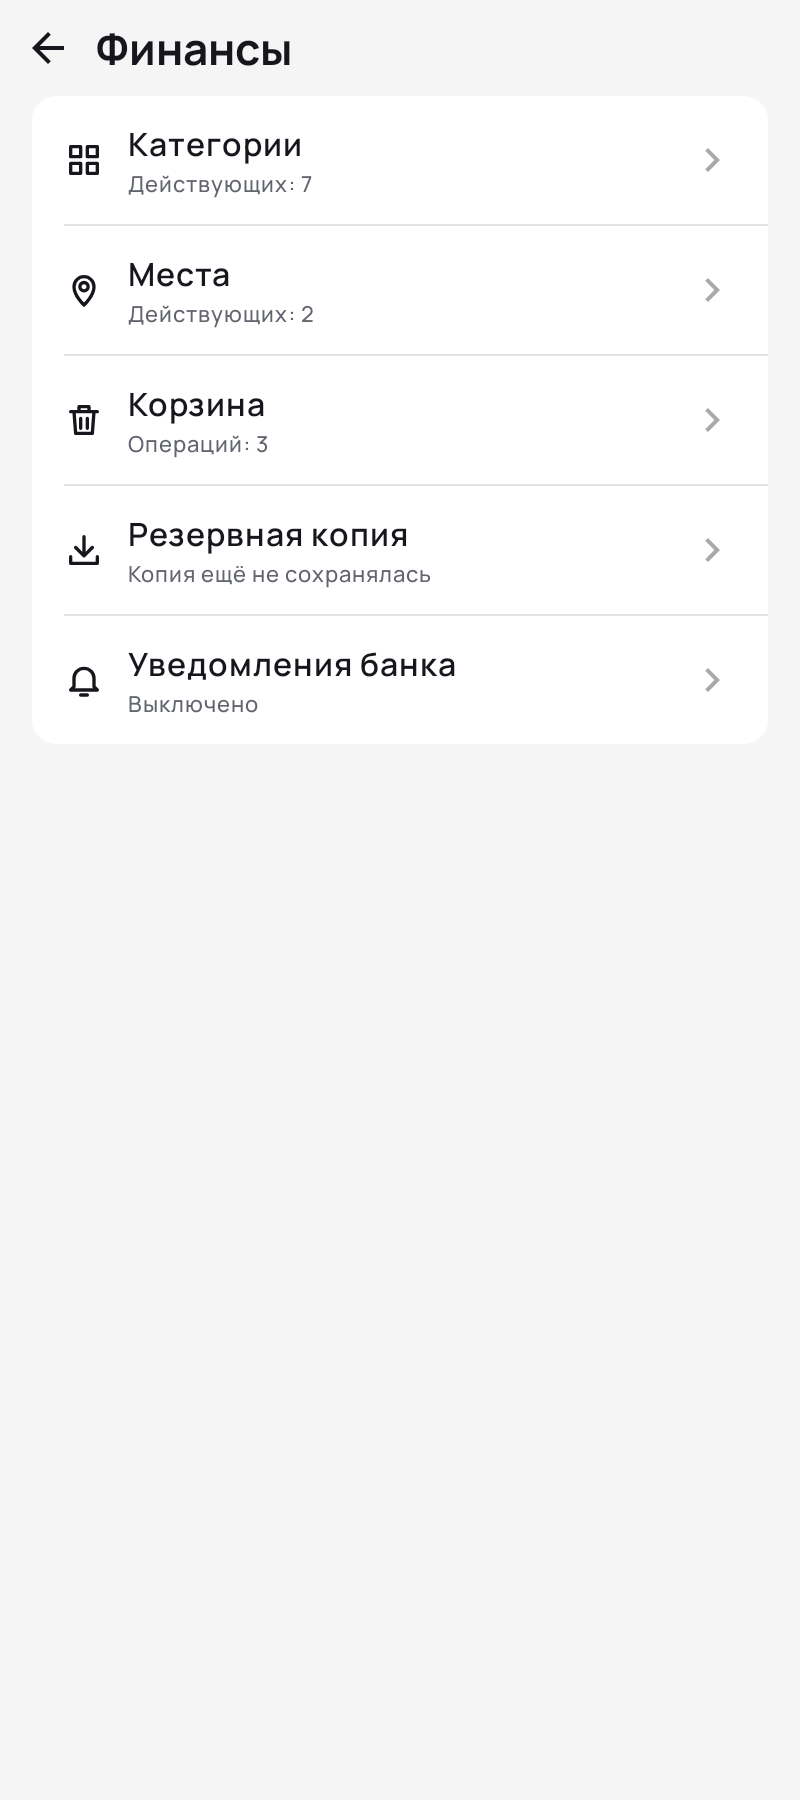 Финансы
Категории
Действующих: 7
Места
Действующих: 2
Корзина
Операций: 3
Резервная копия
Копия ещё не сохранялась
Уведомления банка
Выключено